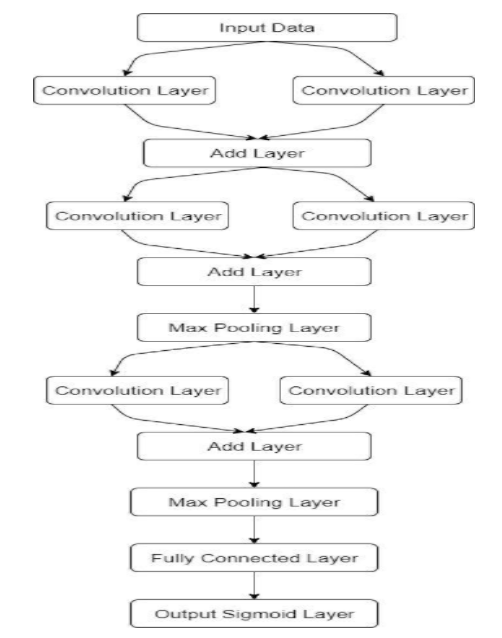 Input Data
Convolution Layer
Convolution Layer
Add Layer
Convolution Layer
Convolution Layer
Add Layer
Max Pooling Layer
Convolution Layer
Convolution Layer
Add Layer
Max Pooling Layer
Fully Connected Layer
Output Sigmoid Layer